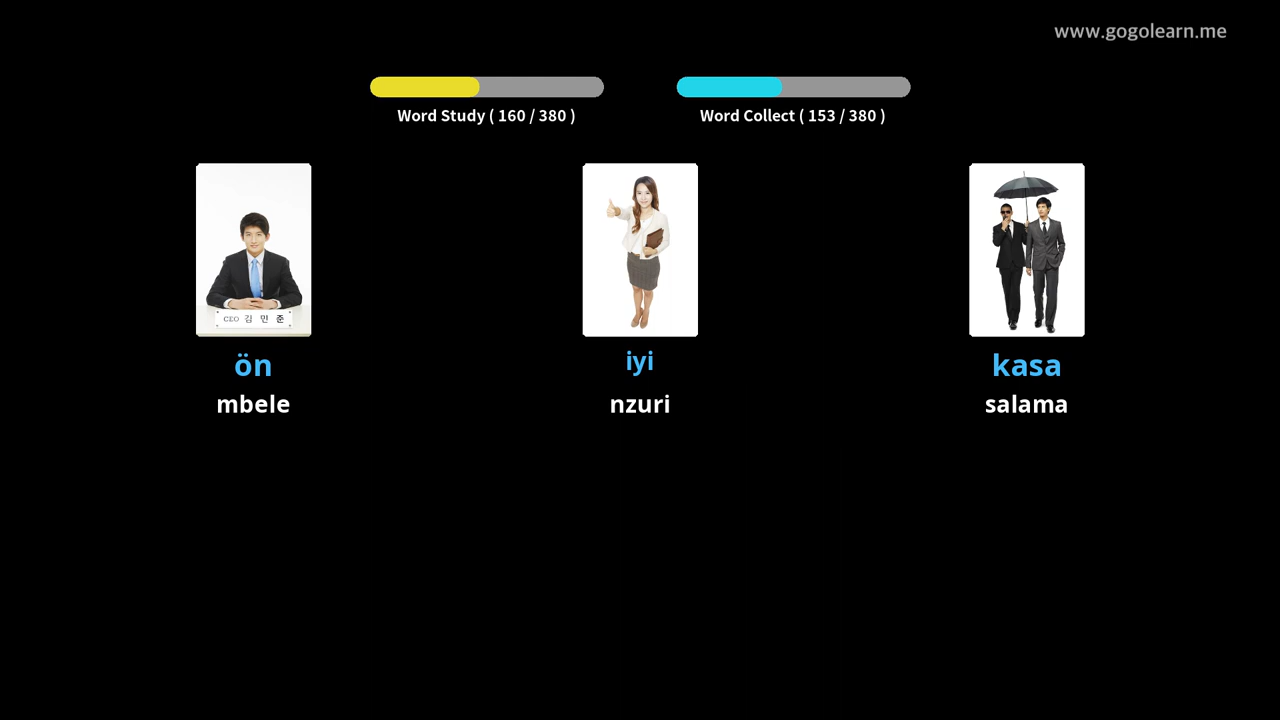 www.gogolearn.me
Word Study ( 160 / 380 )
Word Collect ( 153 / 380 )
CEO 김 민 준
ön
iyi
kasa
mbele
nzuri
salama